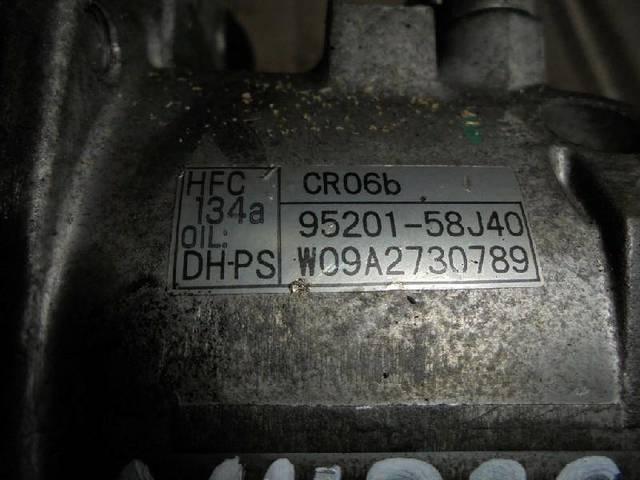 HFC
134a
OIL:
DH-PS
CR06b
95201-58J40
W09A2730789